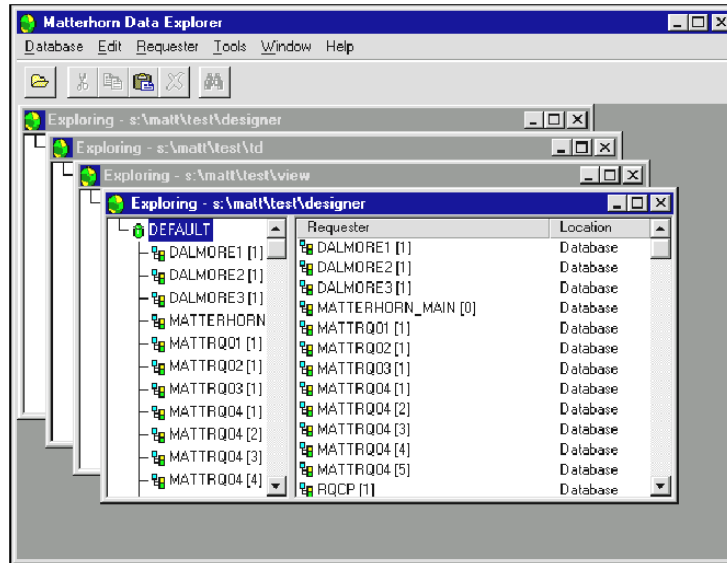 Matterhorn Data Explorer
Database Edit Requester Tools Window Help
Exploring - s:\matt\test\designer
Exploring - s:\matt\test\td
Exploring - s:\matt\test\view
Exploring - s:\matt\test\designer
DEFAULT
DALMORE1 [1]
DALMORE2 [1]
DALMORE3 [1]
MATTERHORN
MATTRQ01 [1]
MATTRQ02 [1]
MATTRQ03 [1]
MATTRQ04 [1]
MATTRQ04 [2]
MATTRQ04 [3]
MATTRQ04 [4]
Requester Location
DALMORE1 [1] Database
DALMORE2 [1] Database
DALMORE3 [1] Database
MATTERHORN_MAIN [0] Database
MATTRQ01 [1] Database
MATTRQ02 [1] Database
MATTRQ03 [1] Database
MATTRQ04 [1] Database
MATTRQ04 [2] Database
MATTRQ04 [3] Database
MATTRQ04 [4] Database
MATTRQ04 [5] Database
RQCP [1] Database